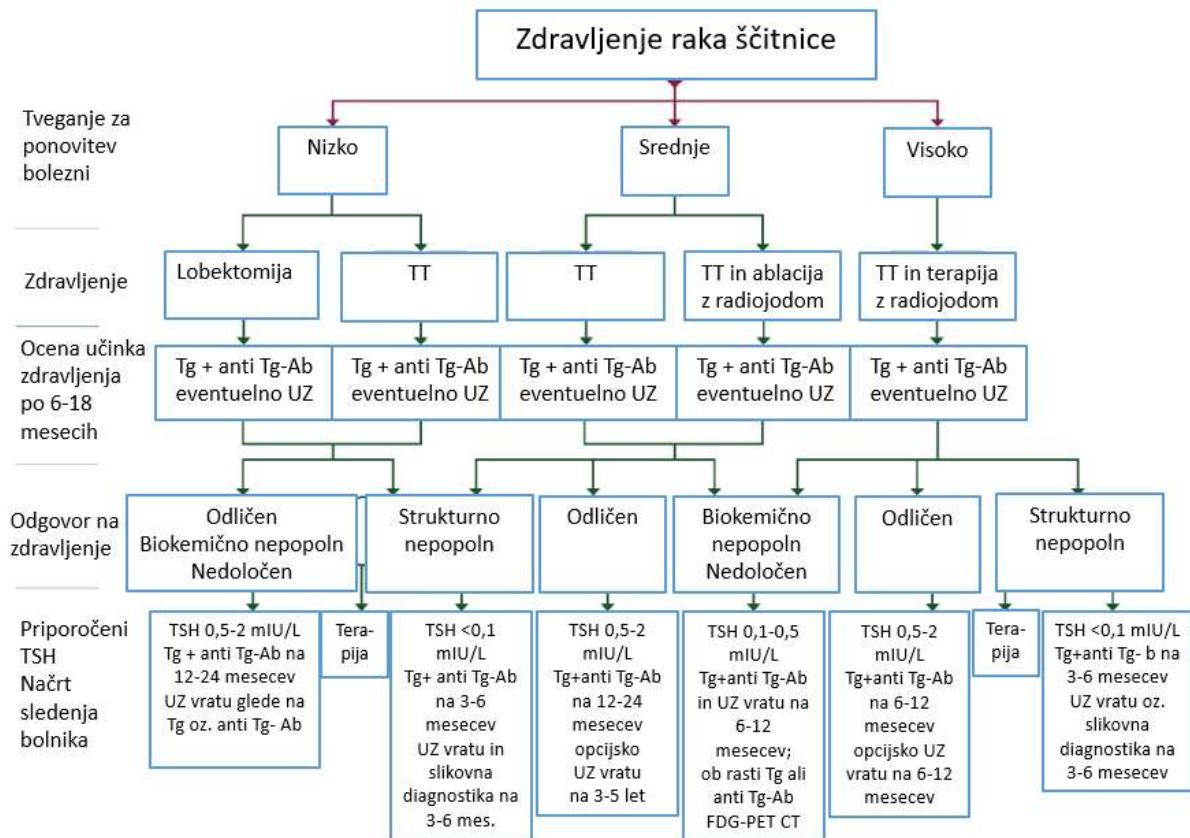 Zdravljenje raka ščitnice
Tveganje za
ponovitev
bolezni
Nizko
Srednje
Visoko
Zdravljenje
Lobektomija
TT
TT
TT in ablacija
z radiojodom
TT in terapija
z radiojodom
Ocena učinka
zdravljenja
po 6-18
mesecih
Tg + anti Tg-Ab
eventuelno UZ
Tg + anti Tg-Ab
eventuelno UZ
Tg + anti Tg-Ab
eventuelno UZ
Tg + anti Tg-Ab
eventuelno UZ
Tg + anti Tg-Ab
eventuelno UZ
Odgovor na
zdravljenje
Odličen
Biokemično nepopoln
Nedoločen
Strukturno
nepopoln
Odličen
Biokemično
nepopoln
Nedoločen
Odličen
Strukturno
nepopoln
Priporočeni
TSH
Načrt
sledenja
bolnika
TSH 0,5-2 mIU/L
Tg + anti Tg-Ab na
12-24 mesecev
UZ vratu glede na
Tg oz. anti Tg- Ab
Tera-
pija
TSH <0,1
mIU/L
Tg+ anti Tg-Ab
na 3-6
mesecev
UZ vratu in
slikovna
diagnostika na
3-6 mes.
TSH 0,5-2
mIU/L
Tg+anti Tg-Ab
na 12-24
mesecev
opcijsko
UZ vratu
na 3-5 let
TSH 0,1-0,5
mIU/L
Tg+anti Tg-Ab
in UZ vratu na
6-12
mesecev;
ob rasti Tg ali
anti Tg-Ab
FDG-PET CT
TSH 0,5-2
mIU/L
Tg+anti Tg-Ab
na 6-12
mesecev
opcijsko UZ
vratu na 6-12
mesecev
Tera-
pija
TSH <0,1 mIU/L
Tg+anti Tg- b na
3-6 mesecev
UZ vratu oz.
slikovna
diagnostika na
3-6 mesecev